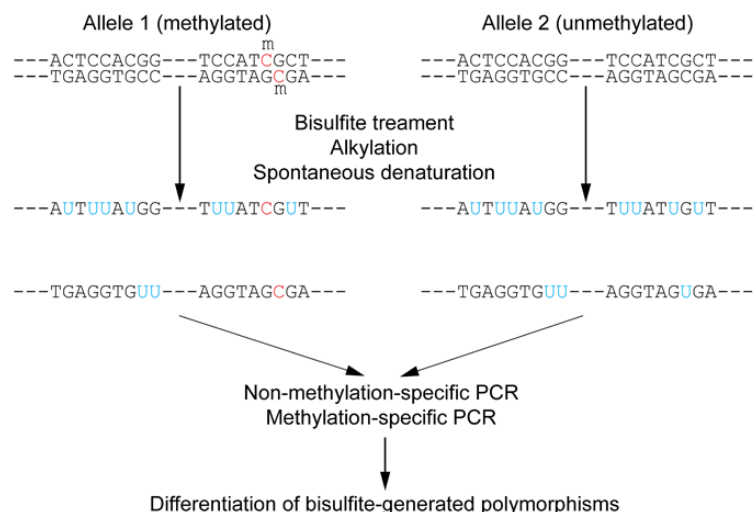 Allele 1 (methylated) Allele 2 (unmethylated)
m
---ACTCCACGG---TCCATCGCT--- ---ACTCCACGG---TCCATCGCT---
---TGAGGTGCC---AGGTAGCGA--- ---TGAGGTGCC---AGGTAGCGA---
m
Bisulfite treament
Alkylation
Spontaneous denaturation
---AUTUUAUGG---TUUATCGUT--- ---AUTUUAUGG---TUUATUGUT---
---TGAGGTGUU---AGGTAGCGA--- ---TGAGGTGUU---AGGTAGUGA---
Non-methylation-specific PCR
Methylation-specific PCR
Differentiation of bisulfite-generated polymorphisms